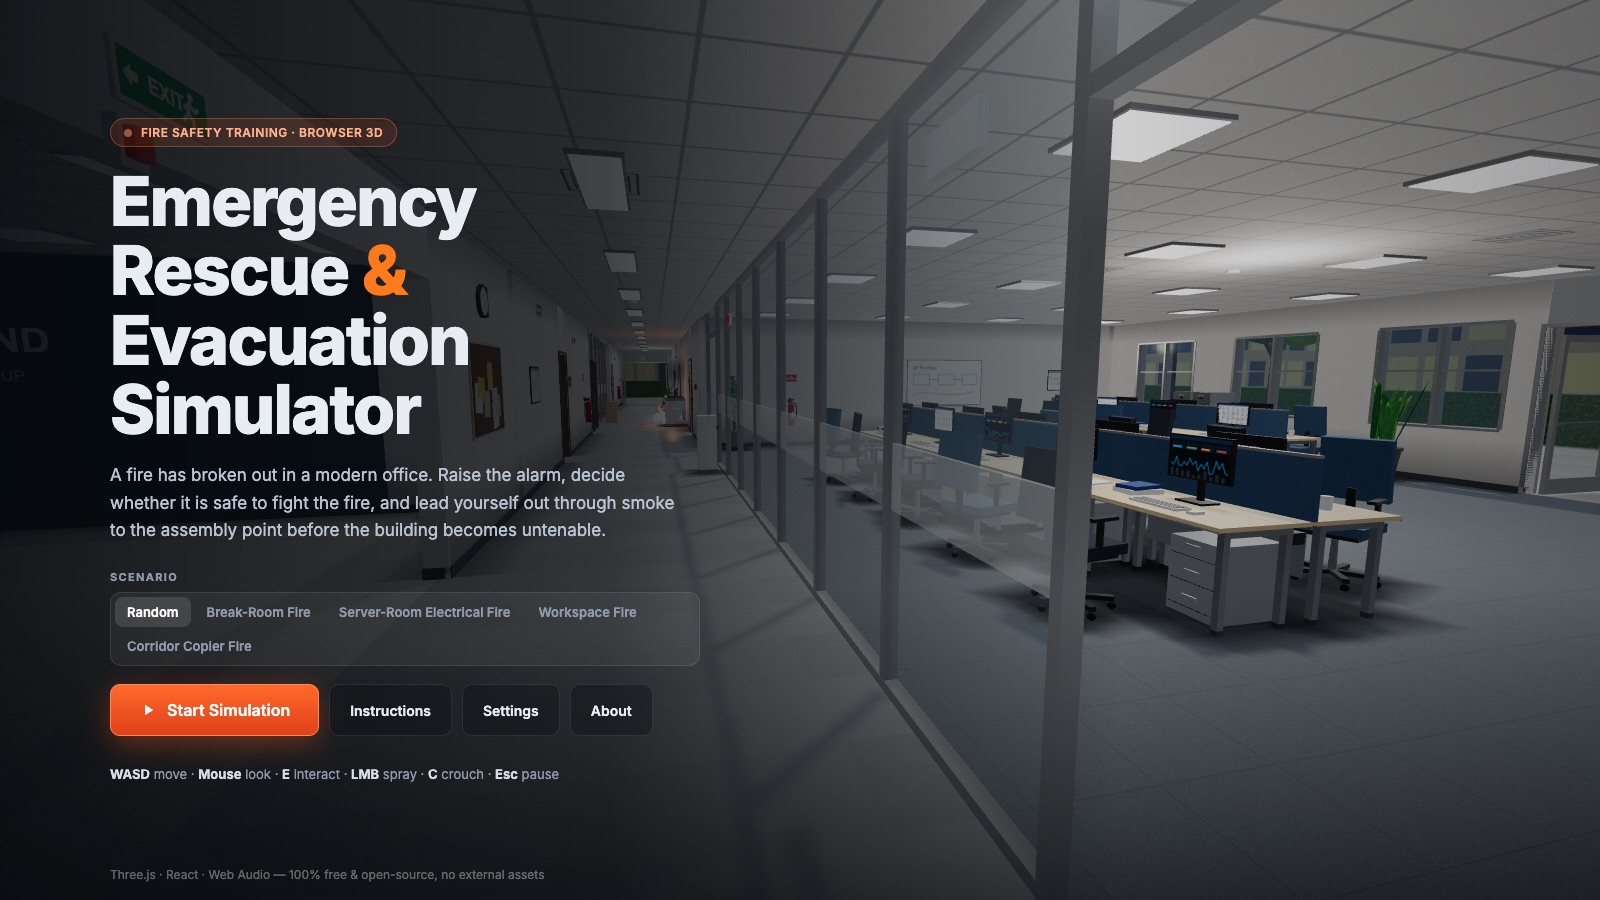 EXIT
FIRE SAFETY TRAINING · BROWSER 3D
Emergency
Rescue &
Evacuation
Simulator
ND
UP
A fire has broken out in a modern office. Raise the alarm, decide
whether it is safe to fight the fire, and lead yourself out through smoke
to the assembly point before the building becomes untenable.
SCENARIO
Random
Break-Room Fire
Server-Room Electrical Fire
Workspace Fire
Corridor Copier Fire
Start Simulation
Instructions
Settings
About
WASD move · Mouse look · E interact · LMB spray · C crouch · Esc pause
Three.js · React · Web Audio — 100% free & open-source, no external assets